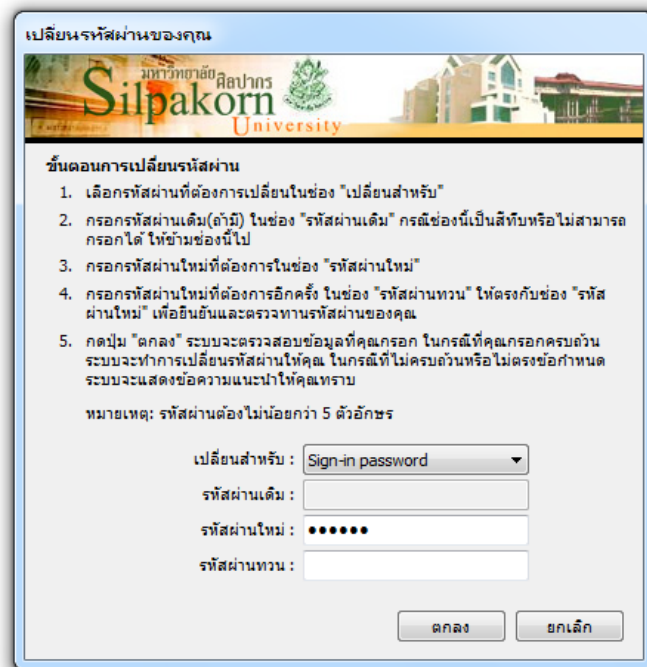 เปลี่ยนรหัสผ่านของคุณ
มหาวิทยาลัยศิลปากร
Silpakorn
University
ขั้นตอนการเปลี่ยนรหัสผ่าน
1. เลือกรหัสผ่านที่ต้องการเปลี่ยนในช่อง "เปลี่ยนสำหรับ"
2. กรอกรหัสผ่านเดิม(ถ้ามี) ในช่อง "รหัสผ่านเดิม" กรณีช่องนี้เป็นสีทึบหรือไม่สามารถ
กรอกได้ ให้ข้ามช่องนี้ไป
3. กรอกรหัสผ่านใหม่ที่ต้องการในช่อง "รหัสผ่านใหม่"
4. กรอกรหัสผ่านใหม่ที่ต้องการอีกครั้ง ในช่อง "รหัสผ่านทวน" ให้ตรงกับช่อง "รหัส
ผ่านใหม่" เพื่อยืนยันและตรวจทานรหัสผ่านของคุณ
5. กดปุ่ม "ตกลง" ระบบจะตรวจสอบข้อมูลที่คุณกรอก ในกรณีที่คุณกรอกครบถ้วน
ระบบจะทำการเปลี่ยนรหัสผ่านให้คุณ ในกรณีที่ไม่ครบถ้วนหรือไม่ตรงข้อกำหนด
ระบบจะแสดงข้อความแนะนำให้คุณทราบ
หมายเหตุ: รหัสผ่านต้องไม่น้อยกว่า 5 ตัวอักษร
เปลี่ยนสำหรับ : Sign-in password
รหัสผ่านเดิม :
รหัสผ่านใหม่ : ●●●●●●
รหัสผ่านทวน :
ตกลง ยกเลิก